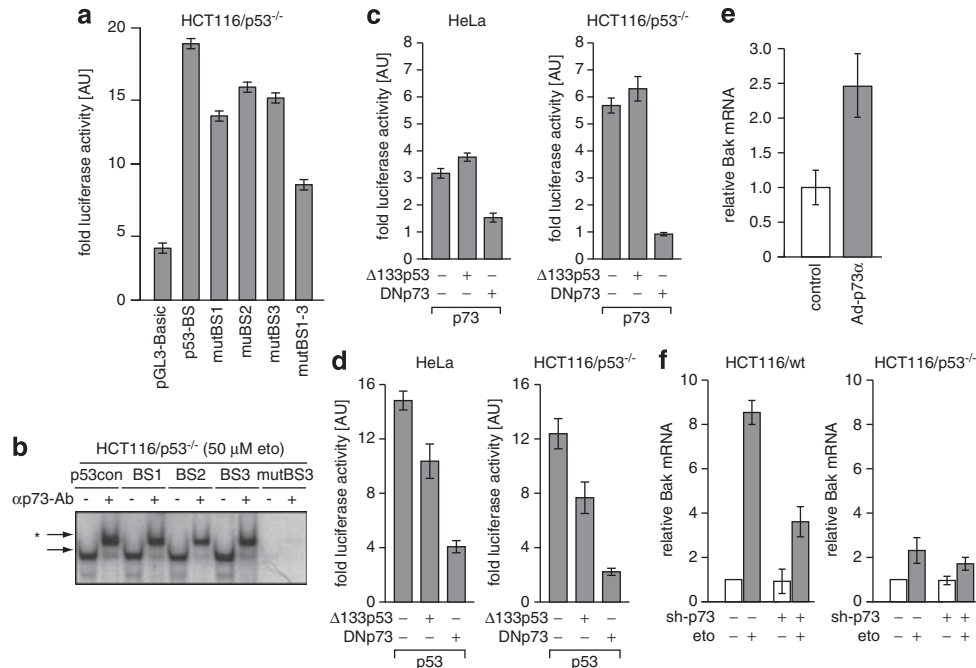 a
HCT116/p53-/-
fold luciferase activity [AU]
20
15
10
5
0
pGL3-Basic
p53-BS
mutBS1
muBS2
mutBS3
mutBS1-3
b
HCT116/p53-/- (50 μM eto)
p53con BS1 BS2 BS3 mutBS3
αp73-Ab - + - + - + - + - +
*
c
HeLa
fold luciferase activity [AU]
8
7
6
5
4
3
2
1
0
Δ133p53 – + –
DNp73 – – +
p73
HCT116/p53-/-
fold luciferase activity [AU]
8
7
6
5
4
3
2
1
0
Δ133p53 – + –
DNp73 – – +
p73
d
HeLa
fold luciferase activity [AU]
16
12
8
4
0
Δ133p53 – + –
DNp73 – – +
p53
HCT116/p53-/-
fold luciferase activity [AU]
16
12
8
4
0
Δ133p53 – + –
DNp73 – – +
p53
e
relative Bak mRNA
3.0
2.5
2.0
1.5
1.0
2.5
0
control
Ad-p73α
f
HCT116/wt
relative Bak mRNA
10
8
6
4
2
0
sh-p73 – – + +
eto – + – +
HCT116/p53-/-
relative Bak mRNA
10
8
6
4
2
0
sh-p73 – – + +
eto – + – +